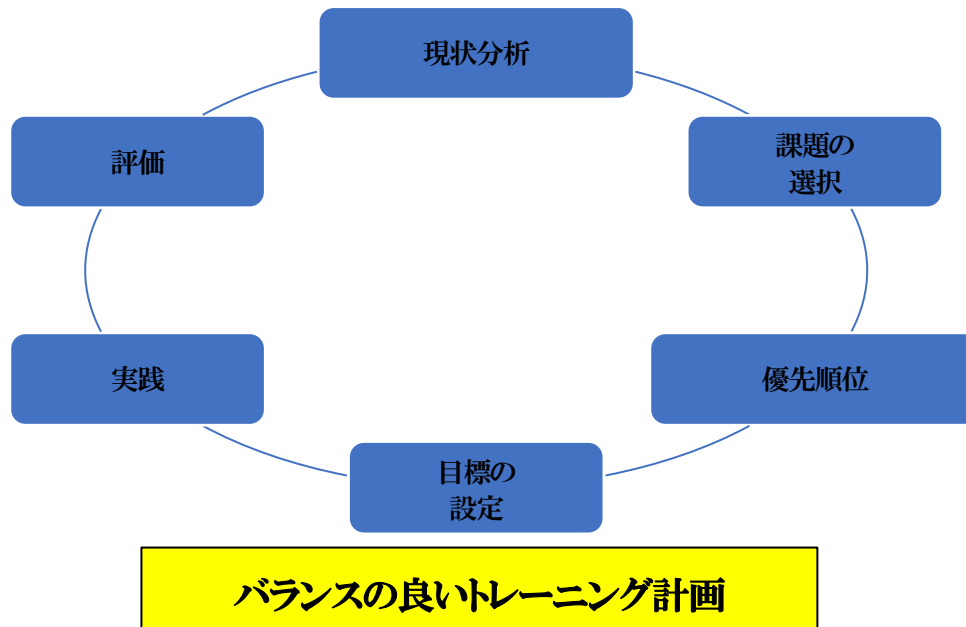 現状分析
課題の
選択
優先順位
目標の
設定
実践
評価
バランスの良いトレーニング計画